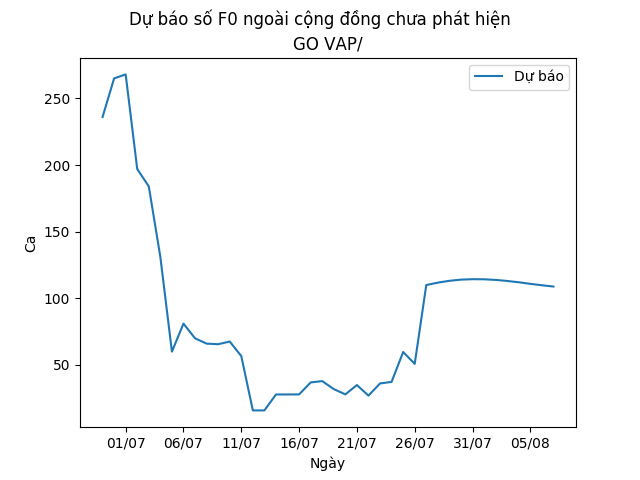 Dự báo số F0 ngoài cộng đồng chưa phát hiện
GO VAP/
Dự báo
Ca
250
200
150
100
50
01/07 06/07 11/07 16/07 21/07 26/07 31/07 05/08
Ngày